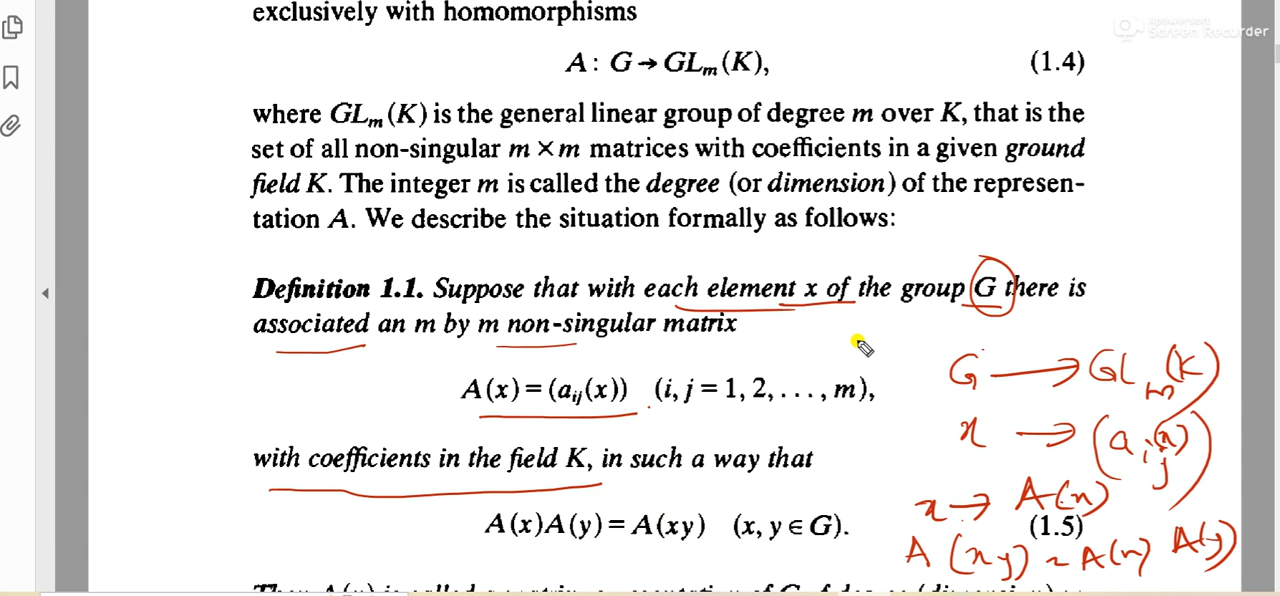 exclusively with homomorphisms
Apowersoft
Screen Recorder
A : G → GLₘ(K), (1.4)
where GLₘ(K) is the general linear group of degree m over K, that is the
set of all non-singular m × m matrices with coefficients in a given ground
field K. The integer m is called the degree (or dimension) of the represen-
tation A. We describe the situation formally as follows:
Definition 1.1. Suppose that with each element x of the group G there is
associated an m by m non-singular matrix
G → GLₘ(K)
A(x) = (aᵢⱼ(x)) (i, j = 1, 2, . . . , m),
x → (aᵢⱼ(x))
with coefficients in the field K, in such a way that
x → A(x)
A(x)A(y) = A(xy) (x, y ∈ G). (1.5)
A(xy) = A(x) A(y)